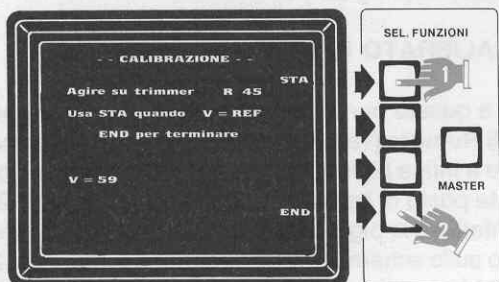 - - CALIBRAZIONE - -
STA
Agire su trimmer R 45
Usa STA quando V = REF
END per terminare
V = 59
END
SEL. FUNZIONI
1
MASTER
2